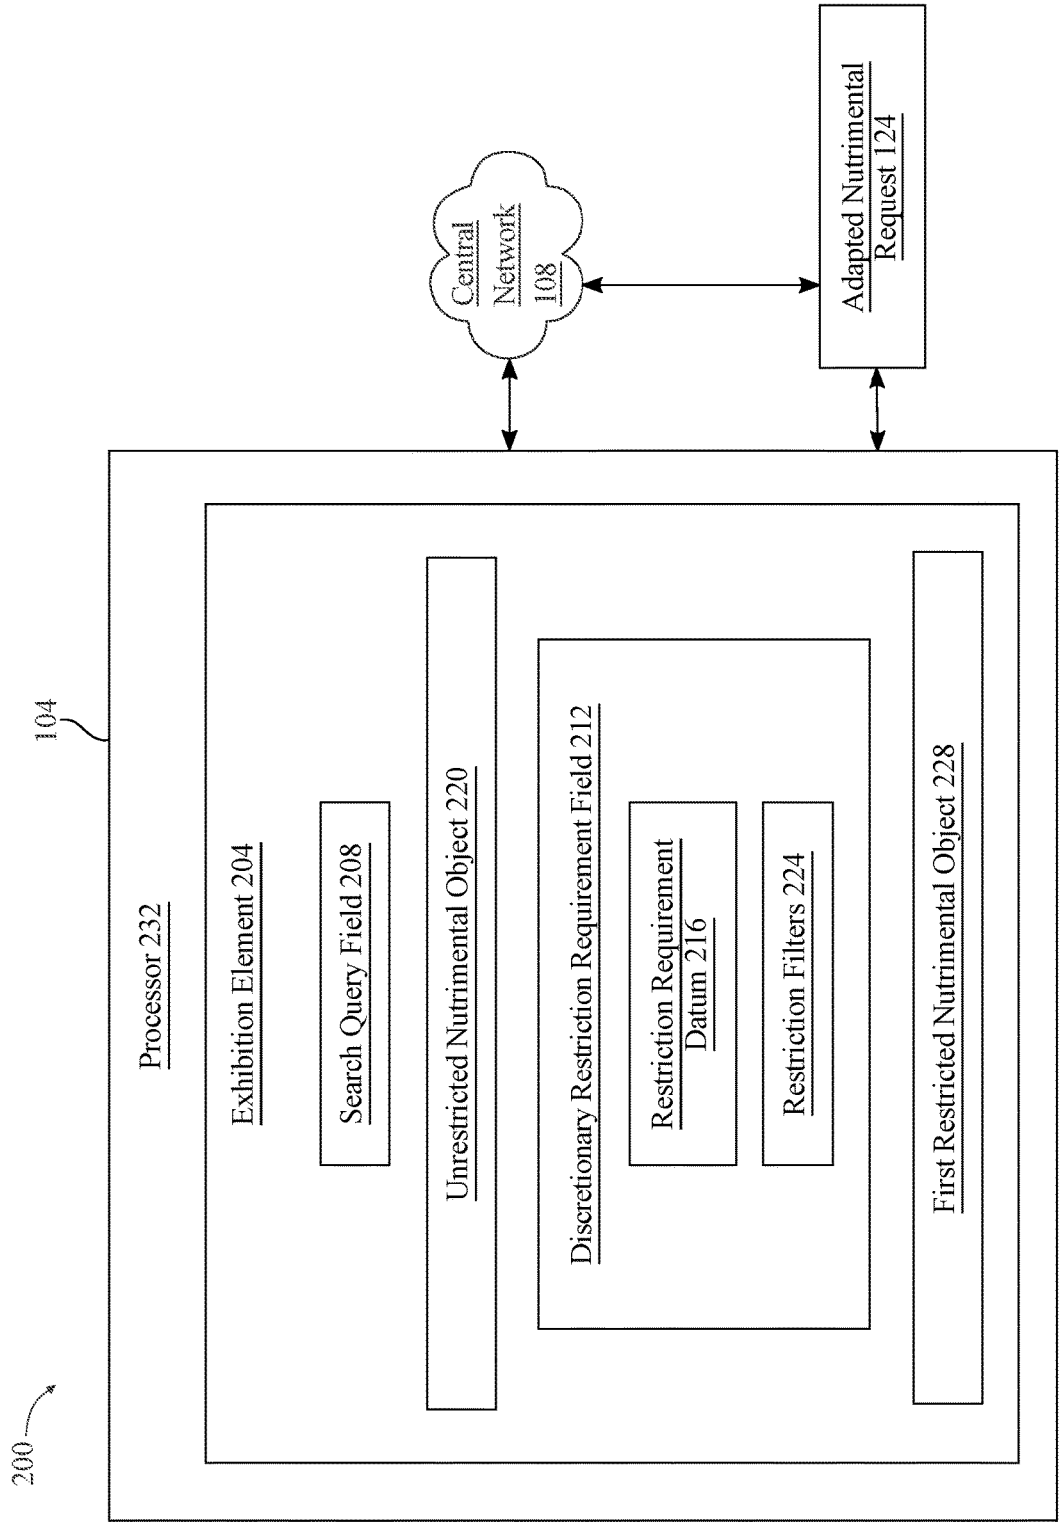 200
104
Processor 232
Exhibition Element 204
Search Query Field 208
Unrestricted Nutrimental Object 220
Discretionary Restriction Requirement Field 212
Restriction Requirement
Datum 216
Restriction Filters 224
First Restricted Nutrimental Object 228
Central
Network
108
Adapted Nutrimental
Request 124